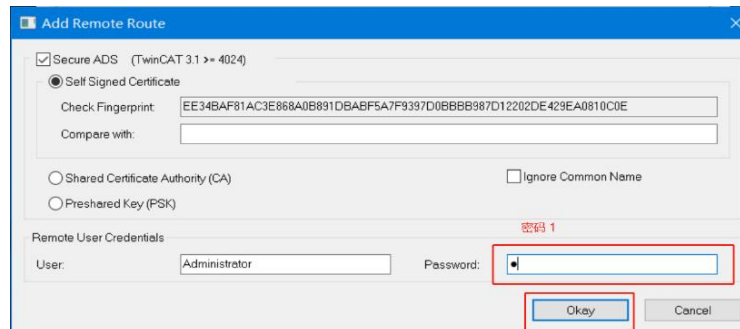 Add Remote Route
Secure ADS (TwinCAT 3.1 >= 4024)
Self Signed Certificate
Check Fingerprint: EE34BAF81AC3E868A0B891DBABF5A7F9397D0BBBB987D12202DE429EA0810C0E
Compare with:
Shared Certificate Authority (CA) Ignore Common Name
Preshared Key (PSK)
密码 1
Remote User Credentials
User: Administrator Password: ●
Okay Cancel